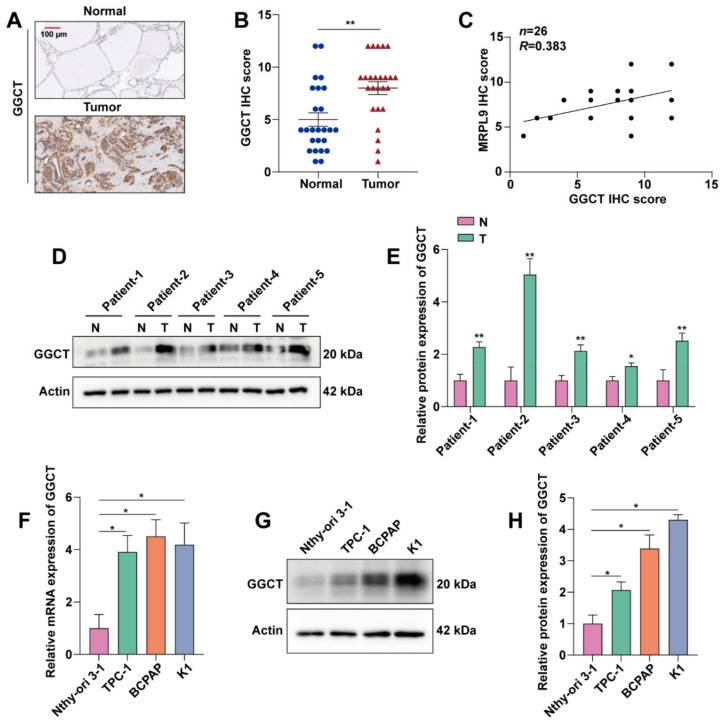 A
Normal
100 μm
GGCT
Tumor
B
**
GGCT IHC score
15
10
5
0
Normal
Tumor
C
n=26
R=0.383
MRPL9 IHC score
15
10
5
0
0
5
10
15
GGCT IHC score
D
Patient-1
Patient-2
Patient-3
Patient-4
Patient-5
N T N T N T N T N T
GGCT
20 kDa
Actin
42 kDa
E
N
T
Relative protein expression of GGCT
6
4
2
0
**
**
**
*
**
Patient-1
Patient-2
Patient-3
Patient-4
Patient-5
F
Relative mRNA expression of GGCT
6
4
2
0
*
*
*
Nthy-ori 3-1
TPC-1
BCPAP
K1
G
Nthy-ori 3-1
TPC-1
BCPAP
K1
GGCT
20 kDa
Actin
42 kDa
H
Relative protein expression of GGCT
5
4
3
2
1
0
*
*
*
Nthy-ori 3-1
TPC-1
BCPAP
K1